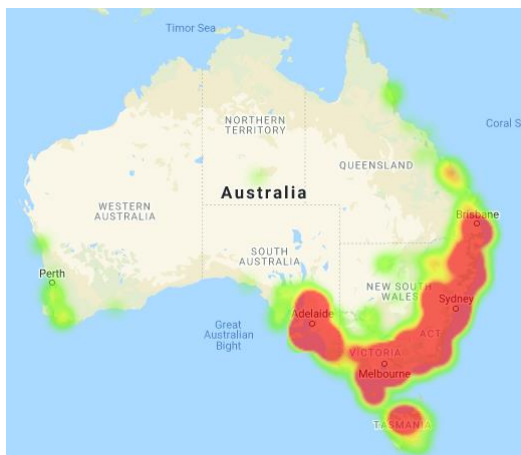 Timor Sea
NORTHERN
TERRITORY
Coral S
QUEENSLAND
Australia
WESTERN
AUSTRALIA
Brisbane
SOUTH
AUSTRALIA
Perth
NEW SOUTH
WALES
Sydney
Adelaide
Great
Australian
Bight
ACT
VICTORIA
Melbourne
TASMANIA